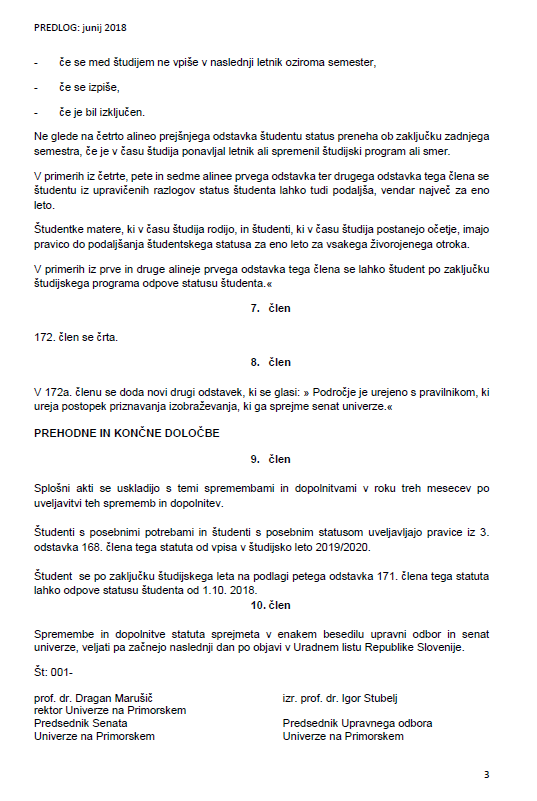 PREDLOG: junij 2018
- če se med študijem ne vpiše v naslednji letnik oziroma semester,
- če se izpiše,
- če je bil izključen.
Ne glede na četrto alineo prejšnjega odstavka študentu status preneha ob zaključku zadnjega
semestra, če je v času študija ponavljal letnik ali spremenil študijski program ali smer.
V primerih iz četrte, pete in sedme alinee prvega odstavka ter drugega odstavka tega člena se
študentu iz upravičenih razlogov status študenta lahko tudi podaljša, vendar največ za eno
leto.
Študentke matere, ki v času študija rodijo, in študenti, ki v času študija postanejo očetje, imajo
pravico do podaljšanja študentskega statusa za eno leto za vsakega živorojenega otroka.
V primerih iz prve in druge alineje prvega odstavka tega člena se lahko študent po zaključku
študijskega programa odpove statusu študenta.«
7. člen
172. člen se črta.
8. člen
V 172a. členu se doda novi drugi odstavek, ki se glasi: » Področje je urejeno s pravilnikom, ki
ureja postopek priznavanja izobraževanja, ki ga sprejme senat univerze.«
PREHODNE IN KONČNE DOLOČBE
9. člen
Splošni akti se uskladijo s temi spremembami in dopolnitvami v roku treh mesecev po
uveljavitvi teh sprememb in dopolnitev.
Študenti s posebnimi potrebami in študenti s posebnim statusom uveljavljajo pravice iz 3.
odstavka 168. člena tega statuta od vpisa v študijsko leto 2019/2020.
Študent se po zaključku študijskega leta na podlagi petega odstavka 171. člena tega statuta
lahko odpove statusu študenta od 1.10. 2018.
10. člen
Spremembe in dopolnitve statuta sprejmeta v enakem besedilu upravni odbor in senat
univerze, veljati pa začnejo naslednji dan po objavi v Uradnem listu Republike Slovenije.
Št: 001-
prof. dr. Dragan Marušič izr. prof. dr. Igor Stubelj
rektor Univerze na Primorskem
Predsednik Senata Predsednik Upravnega odbora
Univerze na Primorskem Univerze na Primorskem
3